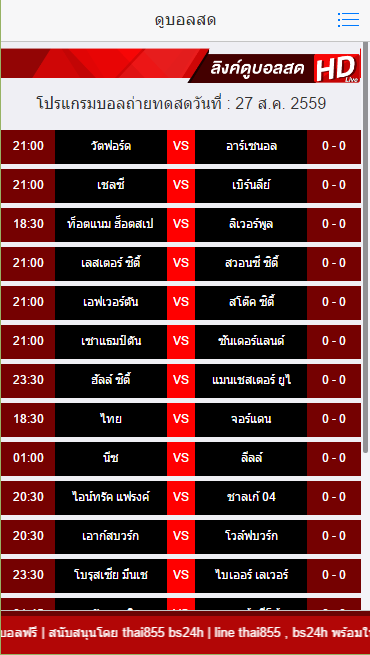 ดูบอลสด
ลิงค์ดูบอลสด HD Live
โปรแกรมบอลถ่ายทดสดวันที่ : 27 ส.ค. 2559
21:00 วัตฟอร์ด VS อาร์เซนอล 0 - 0
21:00 เชลซี VS เบิร์นลี่ย์ 0 - 0
18:30 ท็อตแนม ฮ็อตสเป VS ลิเวอร์พูล 0 - 0
21:00 เลสเตอร์ ซิตี้ VS สวอนซี ซิตี้ 0 - 0
21:00 เอฟเวอร์ตัน VS สโต๊ค ซิตี้ 0 - 0
21:00 เซาแธมป์ตัน VS ซันเดอร์แลนด์ 0 - 0
23:30 ฮัลล์ ซิตี้ VS แมนเชสเตอร์ ยูไ 0 - 0
18:30 ไทย VS จอร์แดน 0 - 0
01:00 นีซ VS ลีลล์ 0 - 0
20:30 ไอน์ทรัค แฟรงค์ VS ชาลเก้ 04 0 - 0
20:30 เอาก์สบวร์ก VS โวล์ฟบวร์ก 0 - 0
23:30 โบรุสเซีย มึนเช VS ไบเออร์ เลเวอร์ 0 - 0
บอลฟรี | สนับสนุนโดย thai855 bs24h | line thai855 , bs24h พร้อมใ